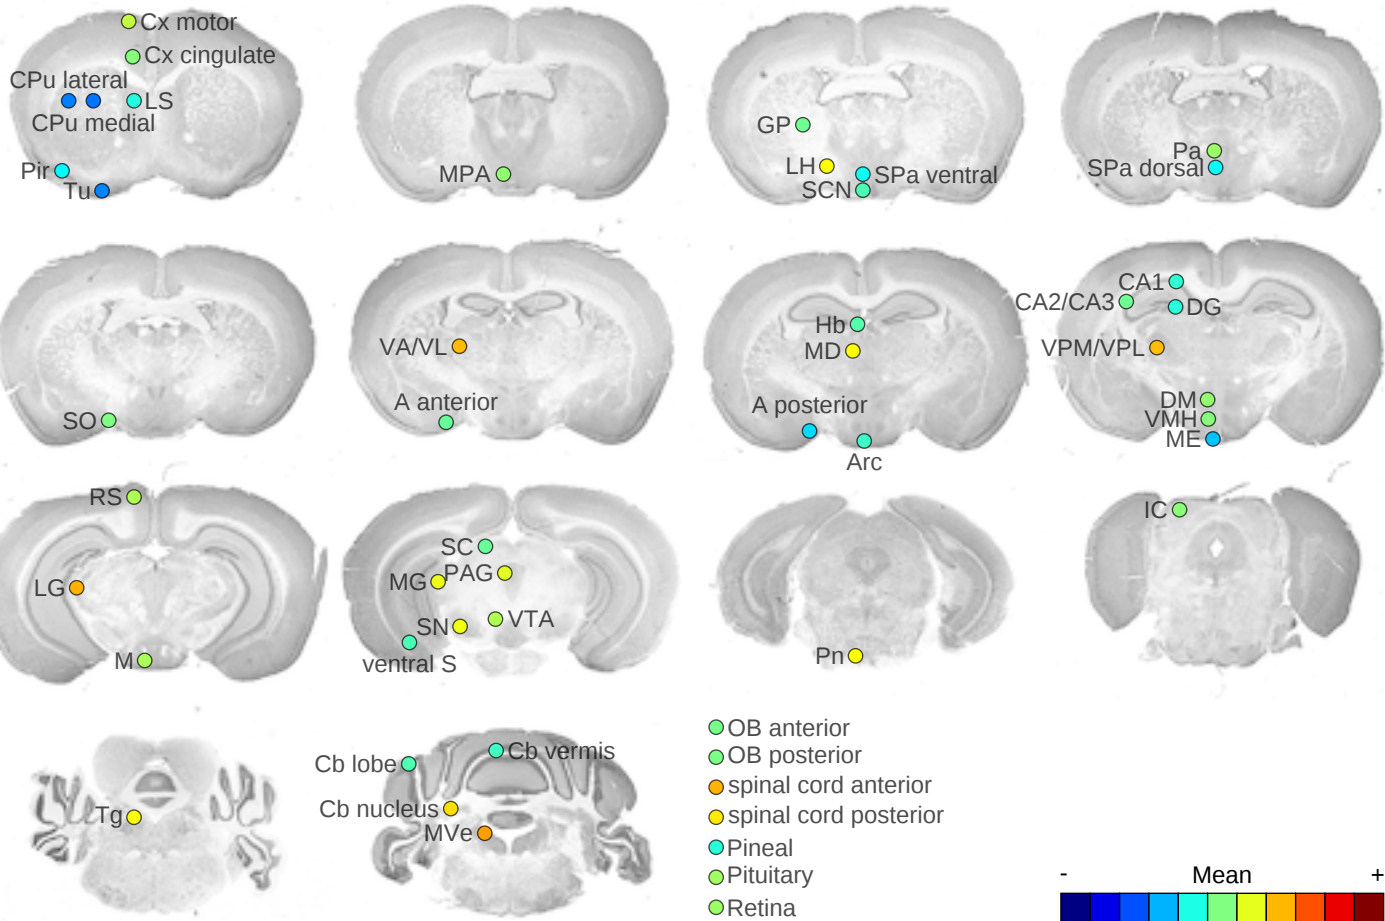 Cx motor
Cx cingulate
CPu lateral
LS
CPu medial
Pir
Tu
MPA
GP
LH
SPa ventral
SCN
Pa
SPa dorsal
SO
VA/VL
A anterior
Hb
MD
A posterior
Arc
CA1
CA2/CA3
DG
VPM/VPL
DM
VMH
ME
RS
LG
M
SC
PAG
MG
VTA
SN
ventral S
Pn
IC
Tg
Cb vermis
Cb lobe
Cb nucleus
MVe
OB anterior
OB posterior
spinal cord anterior
spinal cord posterior
Pineal
Pituitary
Retina
- Mean +